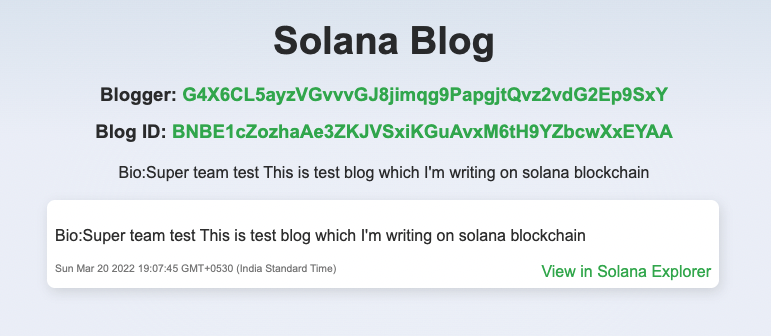 Solana Blog
Blogger: G4X6CL5ayzVGvvvGJ8jimqg9PapgjtQvz2vdG2Ep9SxY
Blog ID: BNBE1cZozhaAe3ZKJVSxiKGuAvxM6tH9YZbcwXxEYAA
Bio:Super team test This is test blog which I'm writing on solana blockchain
Bio:Super team test This is test blog which I'm writing on solana blockchain
Sun Mar 20 2022 19:07:45 GMT+0530 (India Standard Time)
View in Solana Explorer